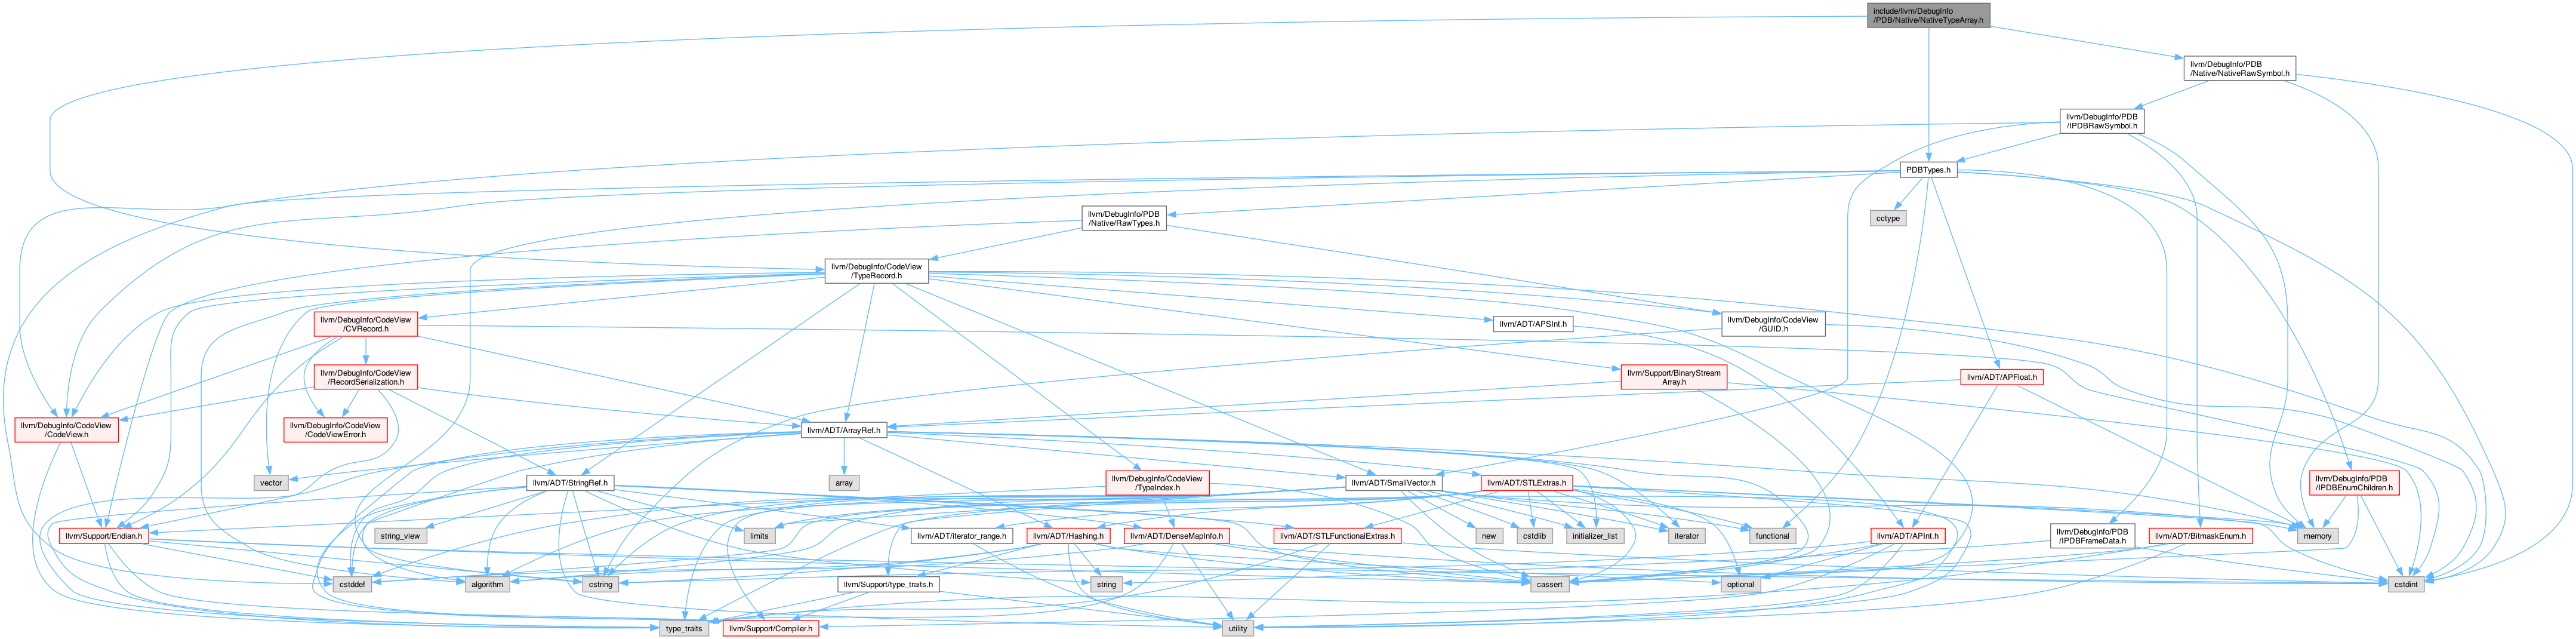 include/llvm/DebugInfo
/PDB/Native/NativeTypeArray.h
llvm/DebugInfo/PDB
/Native/NativeRawSymbol.h
llvm/DebugInfo/PDB
/IPDBRawSymbol.h
PDBTypes.h
llvm/DebugInfo/PDB
/Native/RawTypes.h
cctype
llvm/DebugInfo/CodeView
/TypeRecord.h
llvm/DebugInfo/CodeView
/CVRecord.h
llvm/ADT/APSInt.h
llvm/DebugInfo/CodeView
/GUID.h
llvm/DebugInfo/CodeView
/RecordSerialization.h
llvm/Support/BinaryStream
Array.h
llvm/ADT/APFloat.h
llvm/DebugInfo/CodeView
/CodeView.h
llvm/DebugInfo/CodeView
/CodeViewError.h
llvm/ADT/ArrayRef.h
vector
llvm/ADT/StringRef.h
array
llvm/DebugInfo/CodeView
/TypeIndex.h
llvm/ADT/SmallVector.h
llvm/ADT/STLExtras.h
llvm/DebugInfo/PDB
/IPDBEnumChildren.h
llvm/Support/Endian.h
string_view
limits
llvm/ADT/iterator_range.h
llvm/ADT/Hashing.h
llvm/ADT/DenseMapInfo.h
llvm/ADT/STLFunctionalExtras.h
new
cstdlib
initializer_list
iterator
functional
llvm/ADT/APInt.h
llvm/DebugInfo/PDB
/IPDBFrameData.h
llvm/ADT/BitmaskEnum.h
memory
cstddef
algorithm
cstring
llvm/Support/type_traits.h
string
cassert
optional
cstdint
type_traits
llvm/Support/Compiler.h
utility